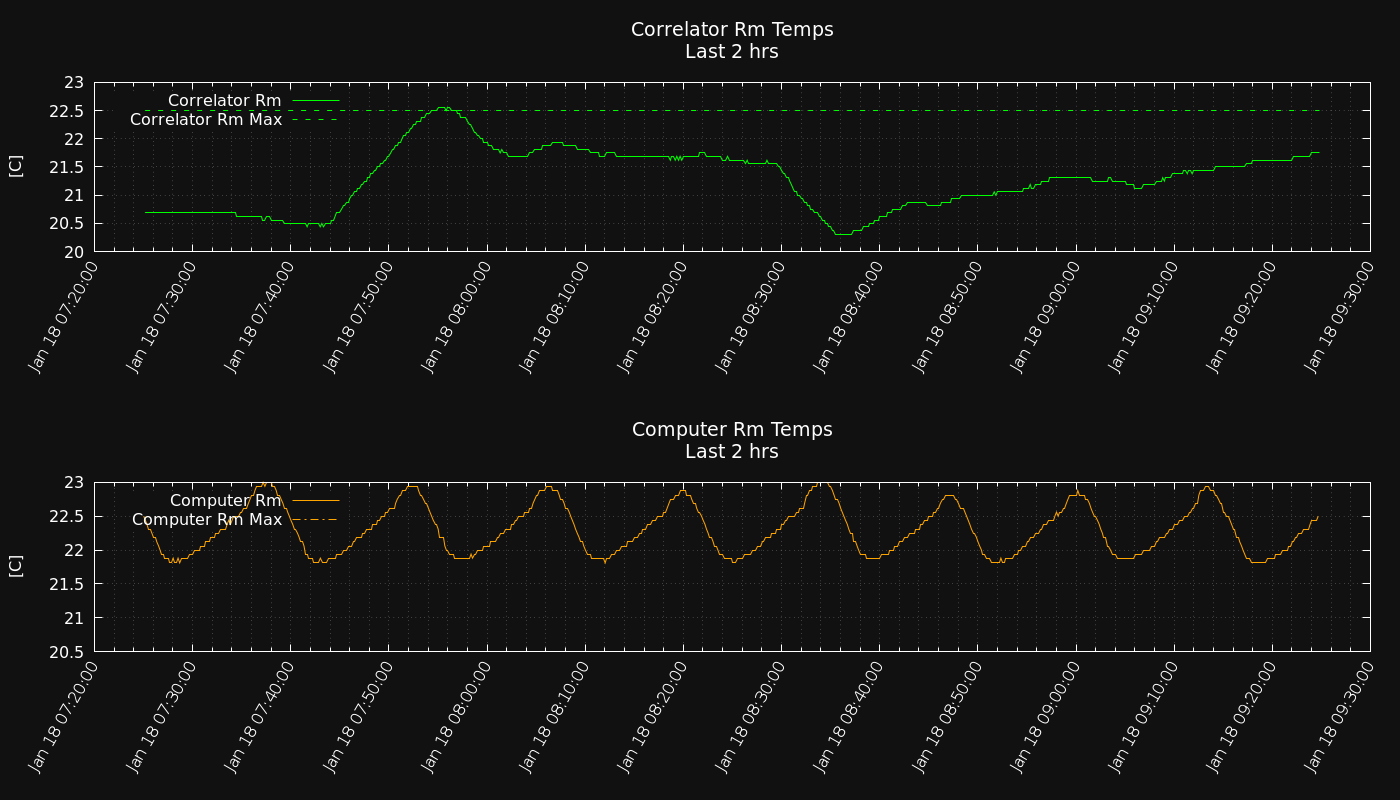 Correlator Rm Temps
Last 2 hrs
23
22.5
22
21.5
21
20.5
20
[C]
Correlator Rm
Correlator Rm Max
Jan 18 07:20:00
Jan 18 07:30:00
Jan 18 07:40:00
Jan 18 07:50:00
Jan 18 08:00:00
Jan 18 08:10:00
Jan 18 08:20:00
Jan 18 08:30:00
Jan 18 08:40:00
Jan 18 08:50:00
Jan 18 09:00:00
Jan 18 09:10:00
Jan 18 09:20:00
Jan 18 09:30:00
Computer Rm Temps
Last 2 hrs
23
22.5
22
21.5
21
20.5
[C]
Computer Rm
Computer Rm Max
Jan 18 07:20:00
Jan 18 07:30:00
Jan 18 07:40:00
Jan 18 07:50:00
Jan 18 08:00:00
Jan 18 08:10:00
Jan 18 08:20:00
Jan 18 08:30:00
Jan 18 08:40:00
Jan 18 08:50:00
Jan 18 09:00:00
Jan 18 09:10:00
Jan 18 09:20:00
Jan 18 09:30:00